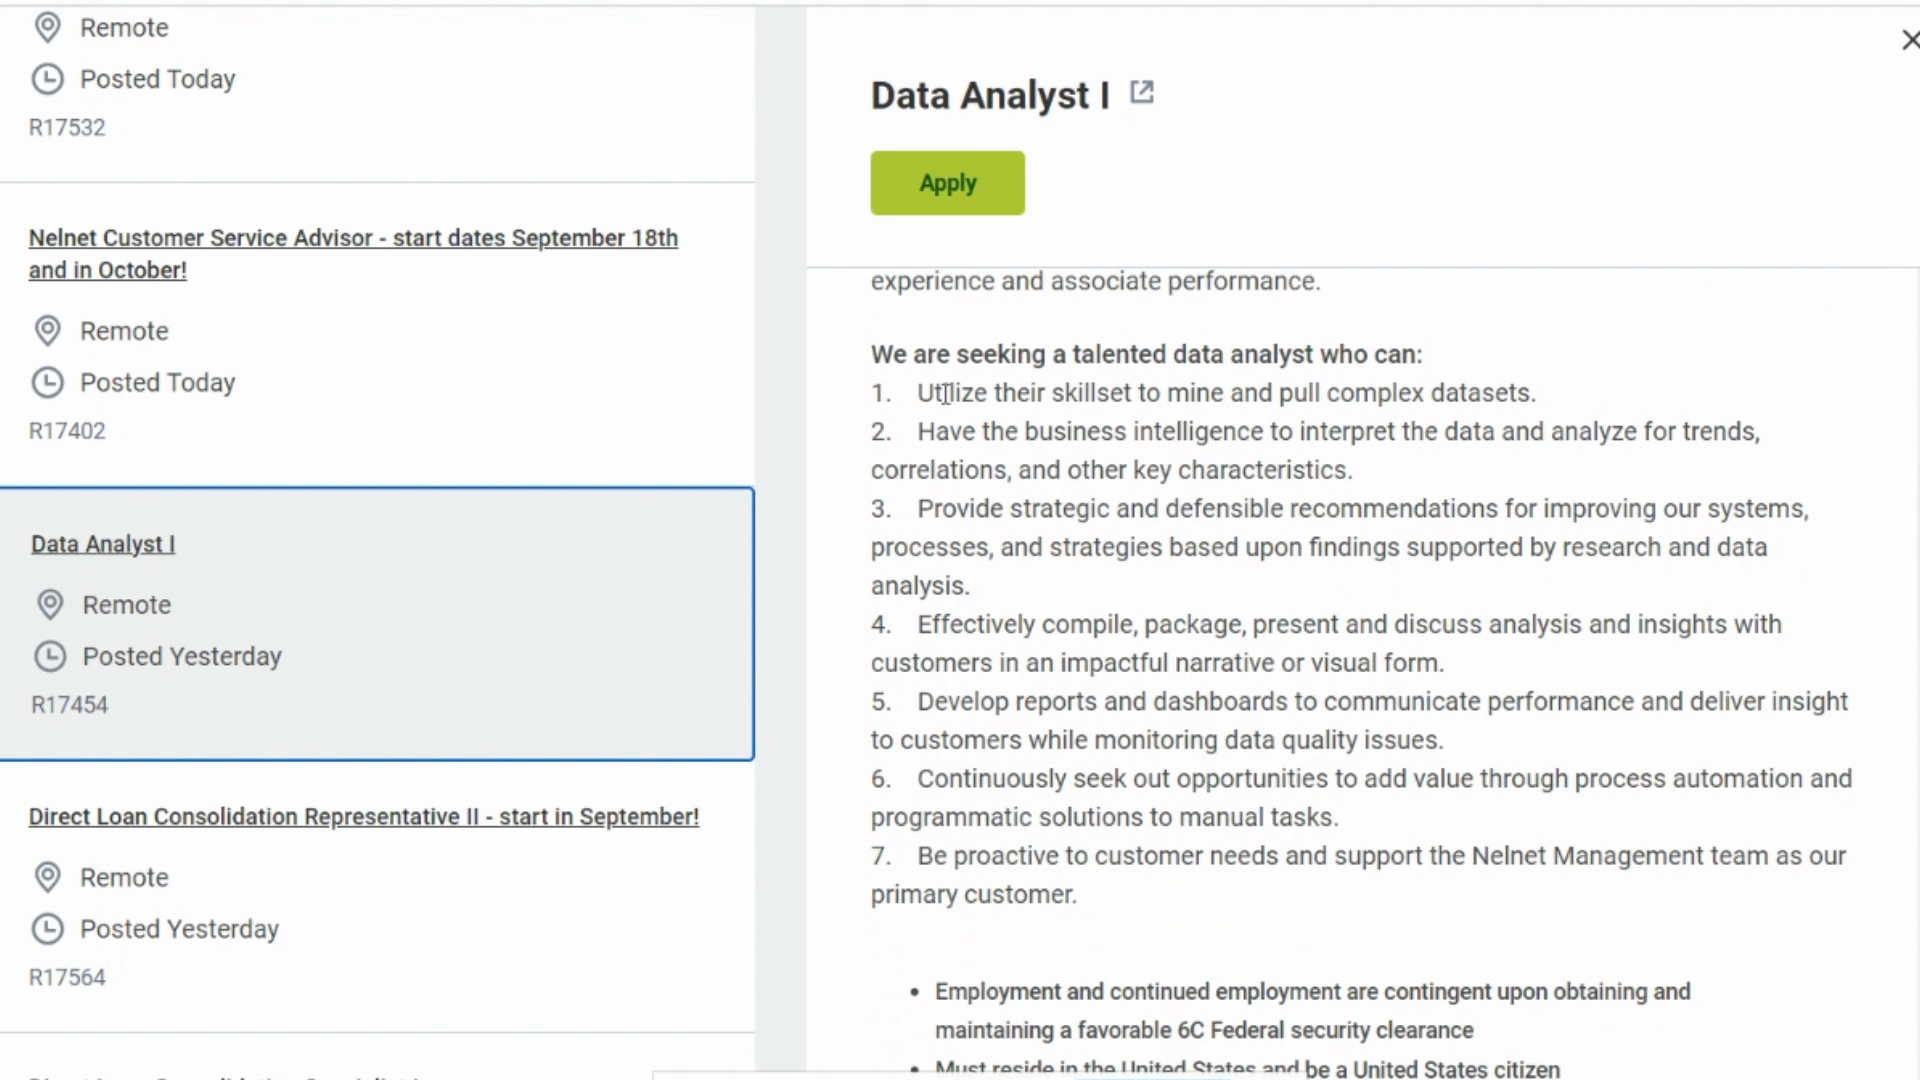 Remote
Posted Today
R17532
Nelnet Customer Service Advisor - start dates September 18th
and in October!
Remote
Posted Today
R17402
Data Analyst I
Remote
Posted Yesterday
R17454
Direct Loan Consolidation Representative II - start in September!
Remote
Posted Yesterday
R17564
Data Analyst I
Apply
experience and associate performance.
We are seeking a talented data analyst who can:
1. Utilize their skillset to mine and pull complex datasets.
2. Have the business intelligence to interpret the data and analyze for trends,
correlations, and other key characteristics.
3. Provide strategic and defensible recommendations for improving our systems,
processes, and strategies based upon findings supported by research and data
analysis.
4. Effectively compile, package, present and discuss analysis and insights with
customers in an impactful narrative or visual form.
5. Develop reports and dashboards to communicate performance and deliver insight
to customers while monitoring data quality issues.
6. Continuously seek out opportunities to add value through process automation and
programmatic solutions to manual tasks.
7. Be proactive to customer needs and support the Nelnet Management team as our
primary customer.
• Employment and continued employment are contingent upon obtaining and
maintaining a favorable 6C Federal security clearance
• Must reside in the United States and be a United States citizen